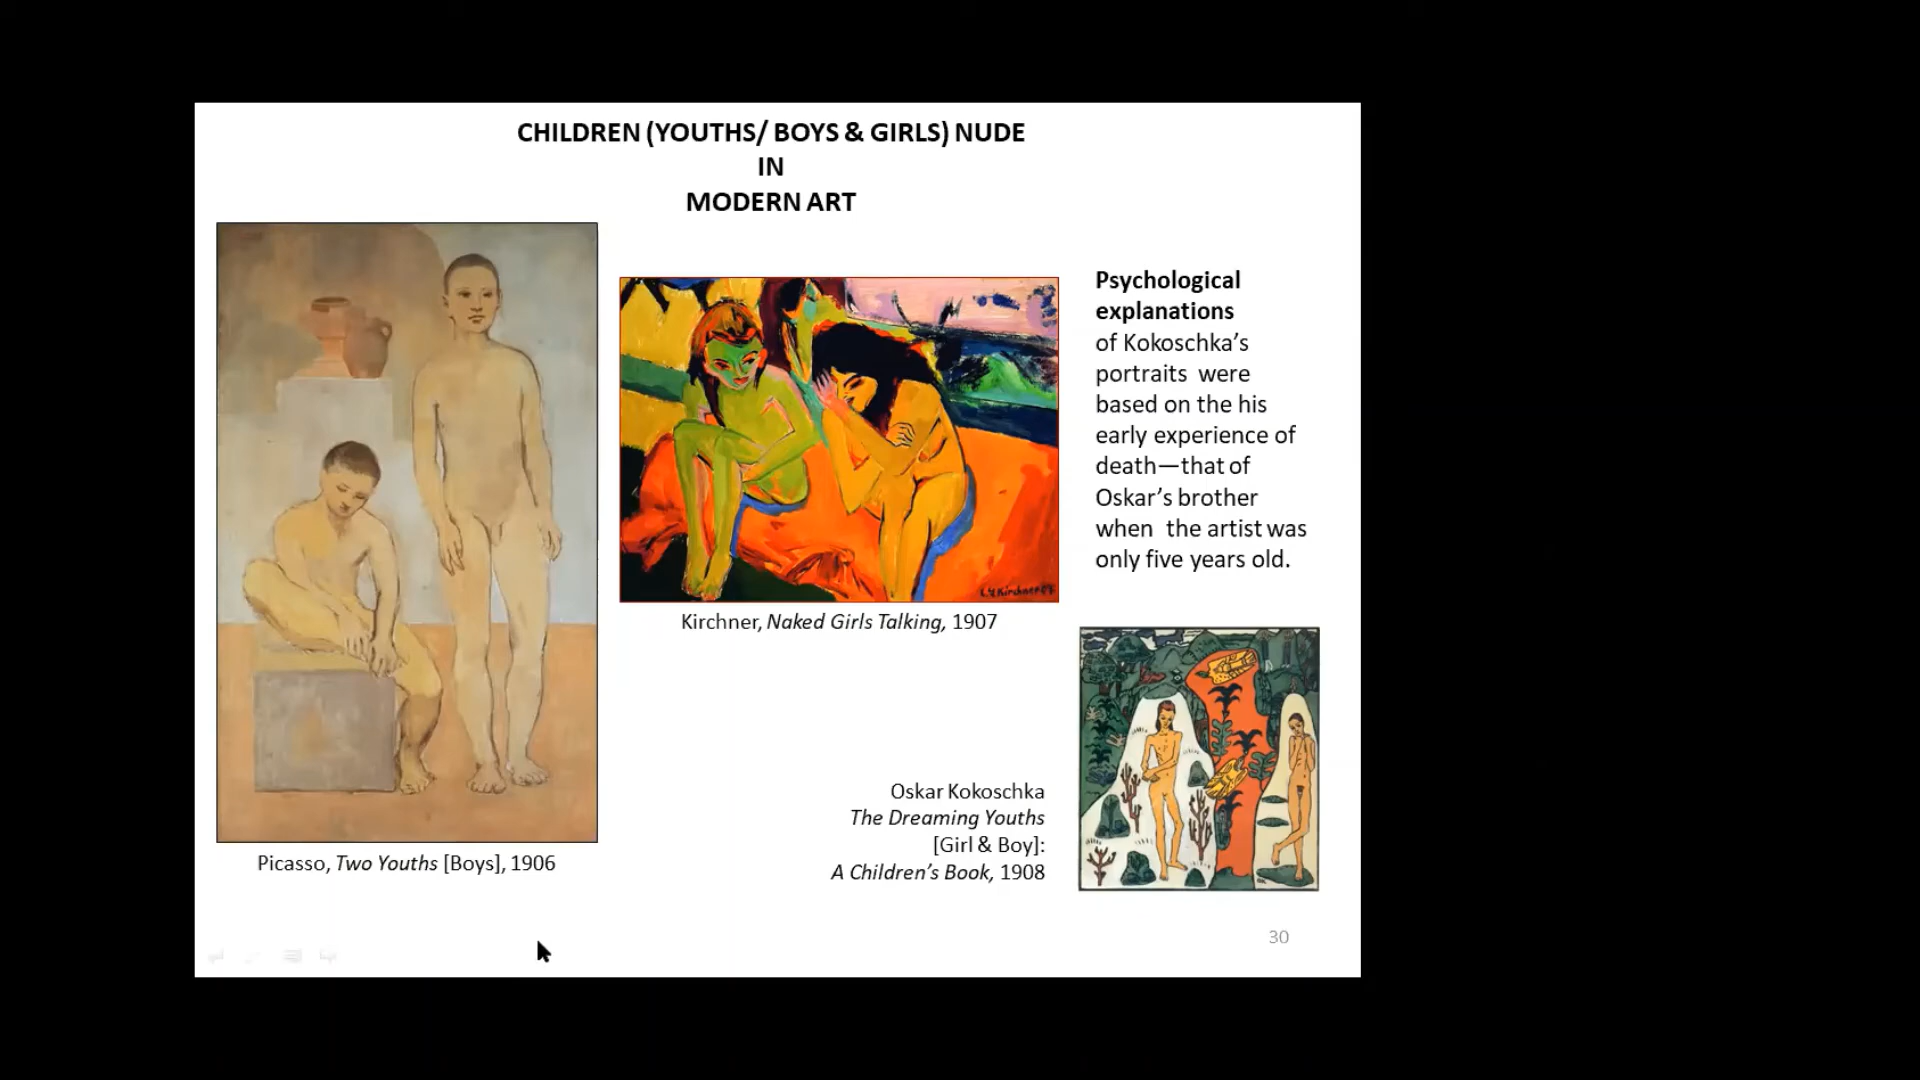 CHILDREN (YOUTHS/ BOYS & GIRLS) NUDE
IN
MODERN ART
Psychological
explanations
of Kokoschka's
portraits were
based on the his
early experience of
death—that of
Oskar's brother
when the artist was
only five years old.
Kirchner, Naked Girls Talking, 1907
Oskar Kokoschka
The Dreaming Youths
[Girl & Boy]:
A Children's Book, 1908
Picasso, Two Youths [Boys], 1906
30